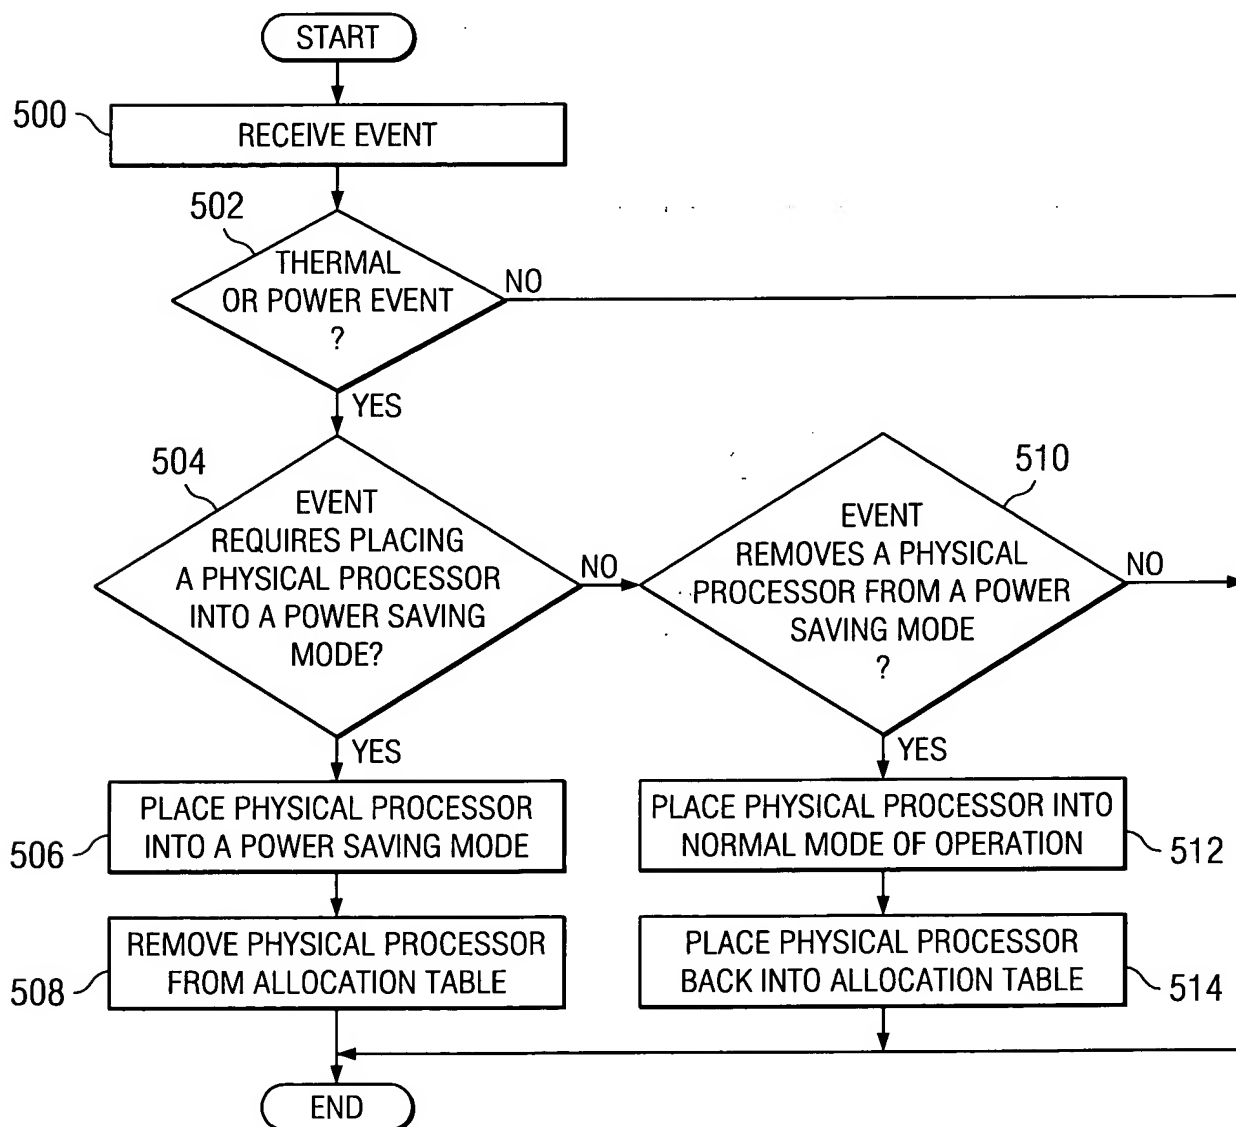 START
500
RECEIVE EVENT
502
THERMAL
OR POWER EVENT
?
NO
YES
504
EVENT
REQUIRES PLACING
A PHYSICAL PROCESSOR
INTO A POWER SAVING
MODE?
NO
510
EVENT
REMOVES A PHYSICAL
PROCESSOR FROM A POWER
SAVING MODE
?
NO
YES
YES
506
PLACE PHYSICAL PROCESSOR
INTO A POWER SAVING MODE
PLACE PHYSICAL PROCESSOR INTO
NORMAL MODE OF OPERATION
512
508
REMOVE PHYSICAL PROCESSOR
FROM ALLOCATION TABLE
PLACE PHYSICAL PROCESSOR
BACK INTO ALLOCATION TABLE
514
END